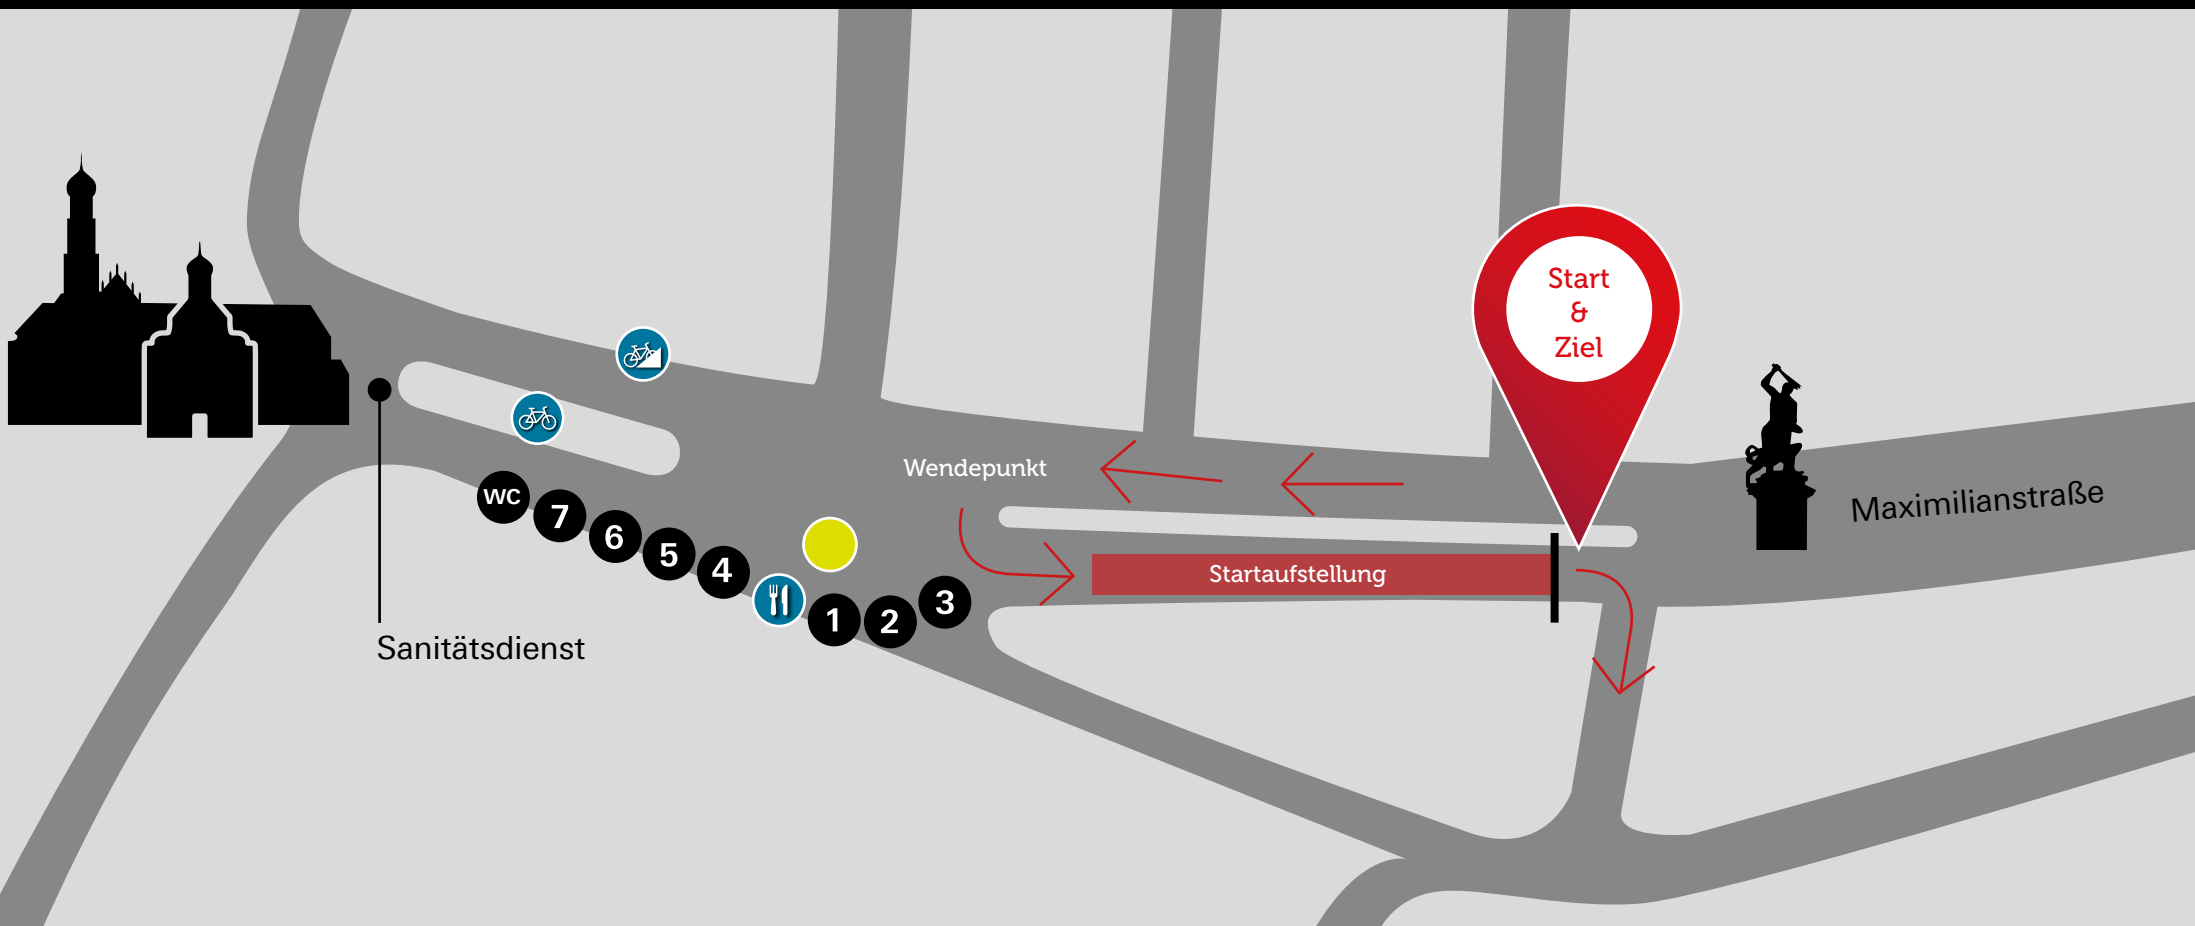 Start
&
Ziel
Wendepunkt
Maximilianstraße
WC
7
6
5
4
1
2
3
Startaufstellung
Sanitätsdienst